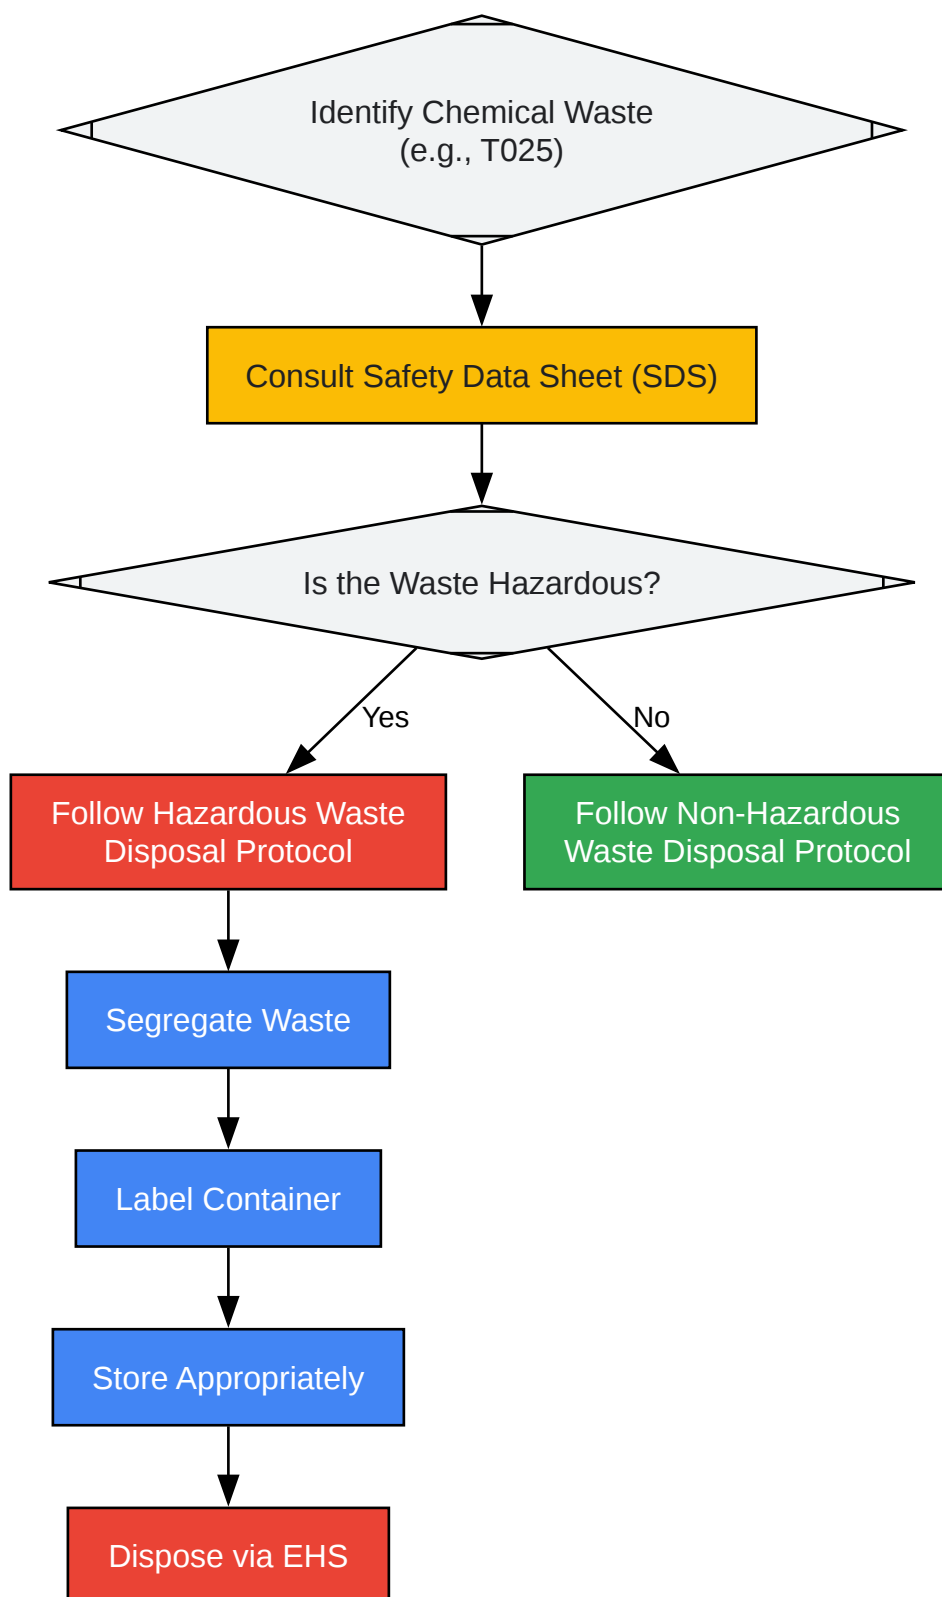 Identify Chemical Waste
(e.g., T025)
Consult Safety Data Sheet (SDS)
Is the Waste Hazardous?
Yes
No
Follow Hazardous Waste
Disposal Protocol
Follow Non-Hazardous
Waste Disposal Protocol
Segregate Waste
Label Container
Store Appropriately
Dispose via EHS